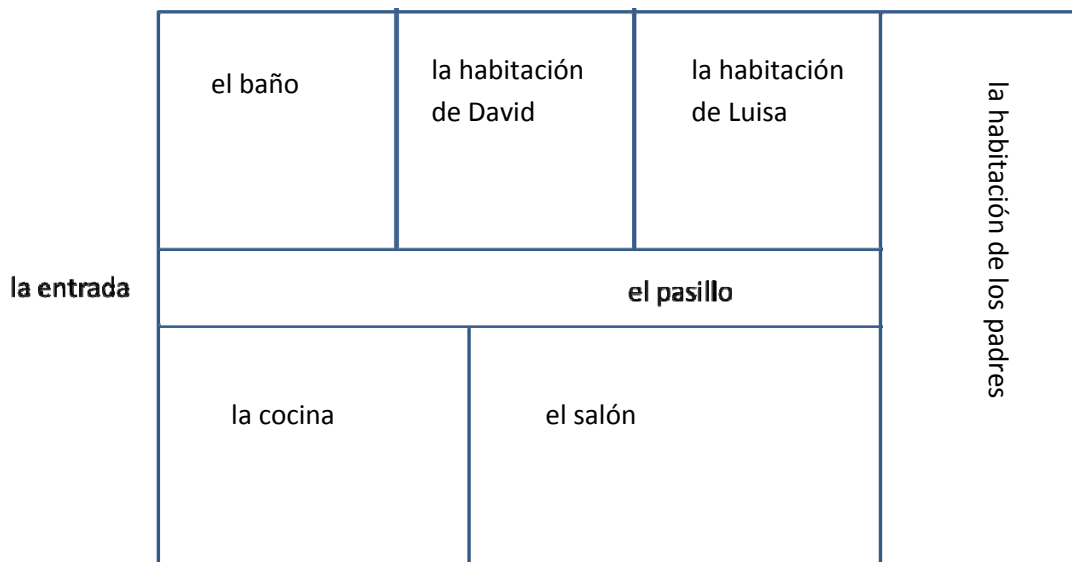 el baño
la habitación
de David
la habitación
de Luisa
la habitación de los padres
la entrada
el pasillo
la cocina
el salón